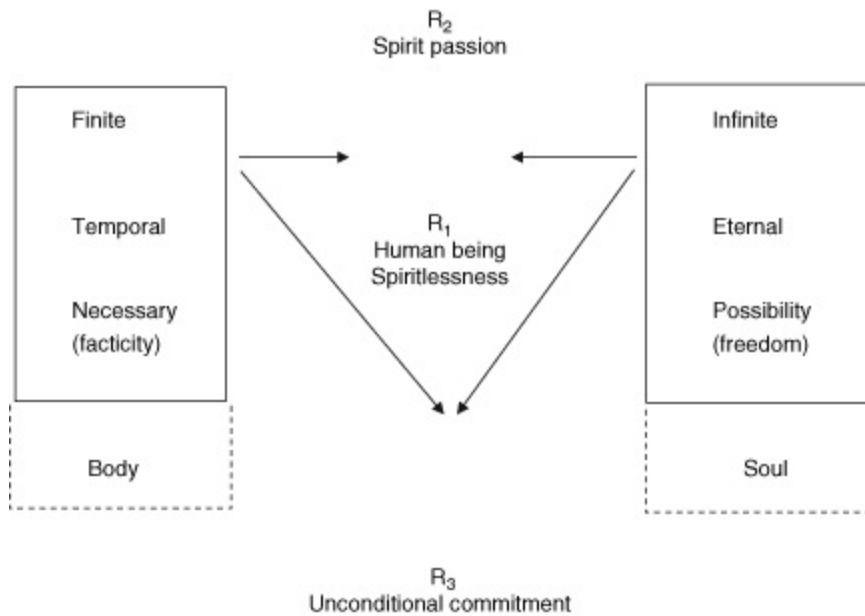 R2
Spirit passion
Finite
Infinite
Temporal
R1
Human being
Spiritlessness
Eternal
Necessary
(facticity)
Possibility
(freedom)
Body
Soul
R3
Unconditional commitment